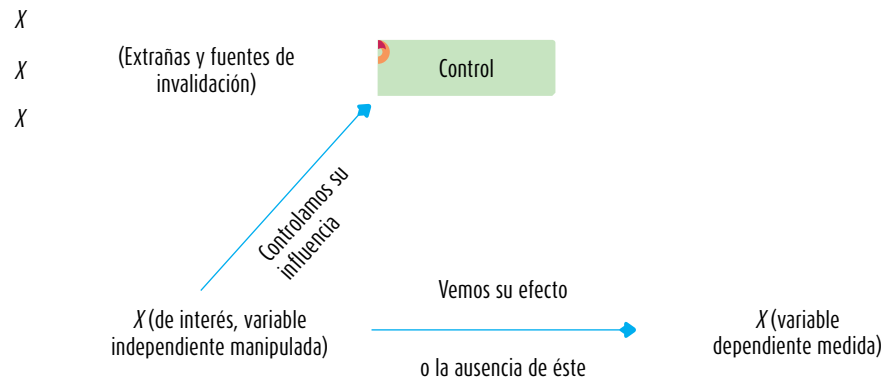 X
X
X
(Extrañas y fuentes de
invalidación)
Control
Controlamos su
influencia
X (de interés, variable
independiente manipulada)
Vemos su efecto
o la ausencia de éste
X (variable
dependiente medida)